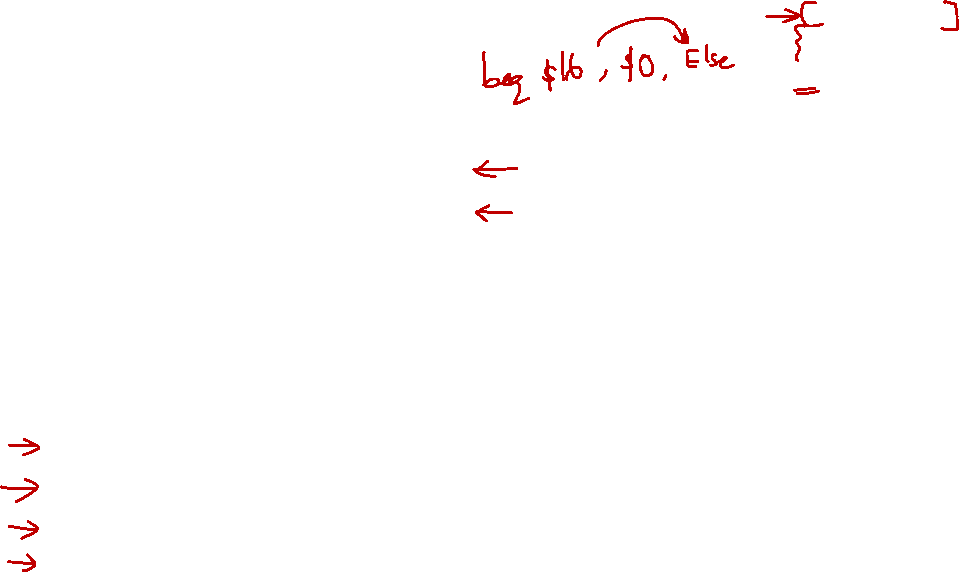 beq $16, $0, Else
[ ]